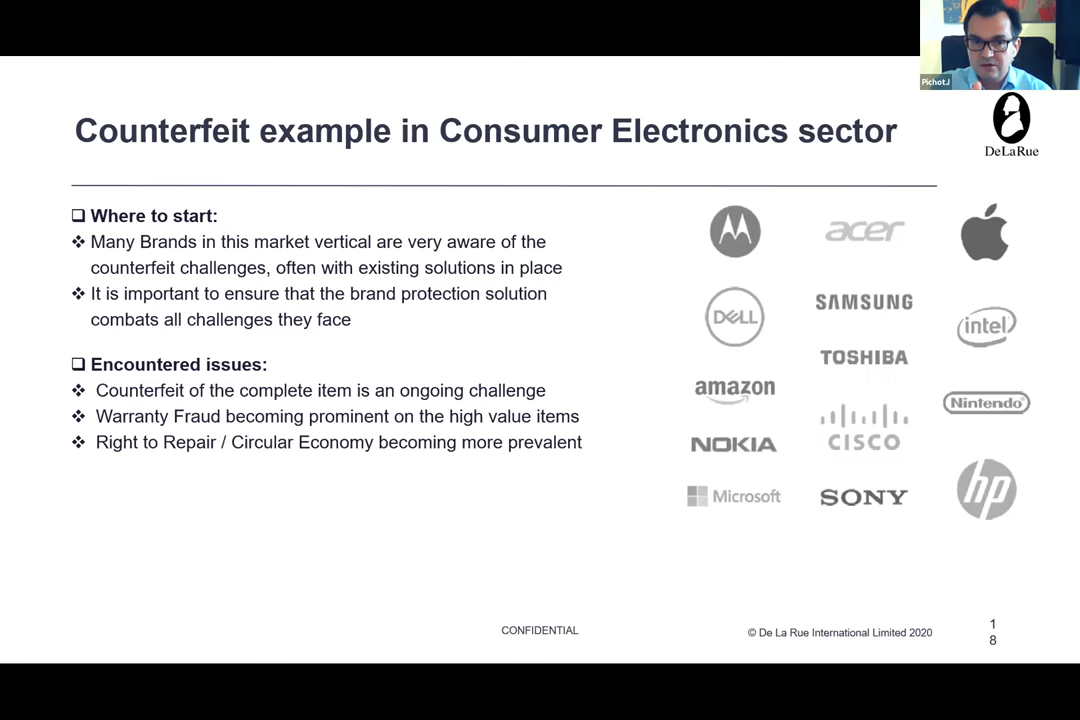 PichotJ
DeLaRue
Counterfeit example in Consumer Electronics sector
❑ Where to start:
❖ Many Brands in this market vertical are very aware of the
counterfeit challenges, often with existing solutions in place
❖ It is important to ensure that the brand protection solution
combats all challenges they face
❑ Encountered issues:
❖ Counterfeit of the complete item is an ongoing challenge
❖ Warranty Fraud becoming prominent on the high value items
❖ Right to Repair / Circular Economy becoming more prevalent
acer
DELL
SAMSUNG
intel
TOSHIBA
amazon
Nintendo
CISCO
NOKIA
Microsoft
SONY
hp
CONFIDENTIAL
© De La Rue International Limited 2020
1
8